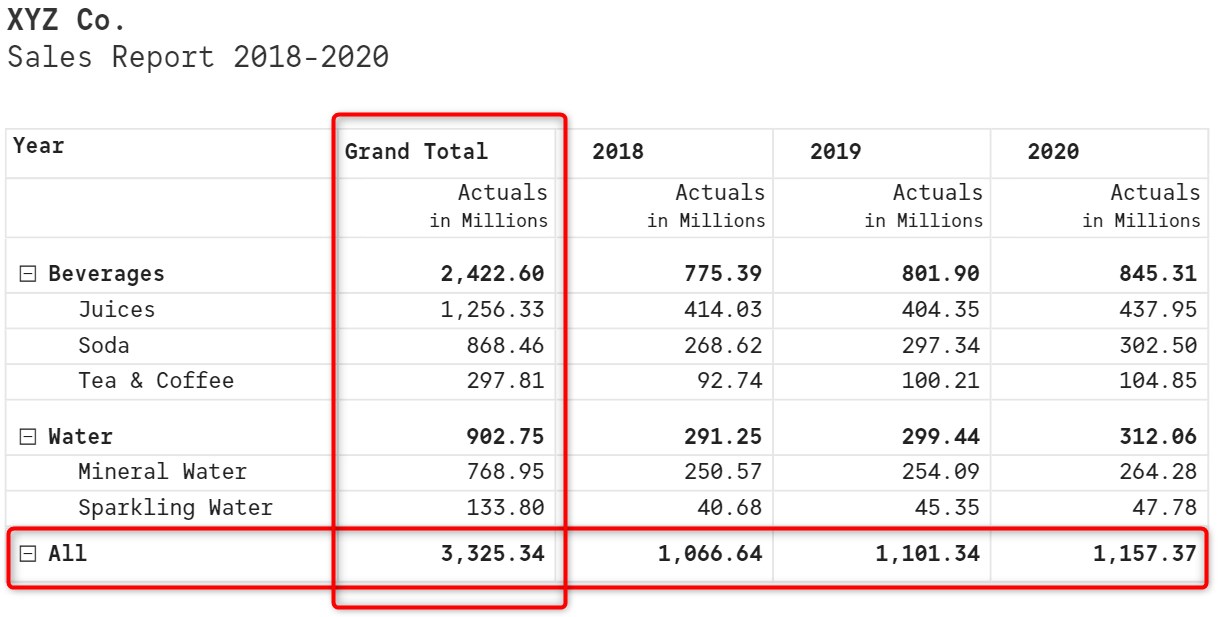 XYZ Co.
Sales Report 2018-2020
Year Grand Total 2018 2019 2020
Actuals Actuals Actuals Actuals
in Millions in Millions in Millions in Millions
Beverages 2,422.60 775.39 801.90 845.31
Juices 1,256.33 414.03 404.35 437.95
Soda 868.46 268.62 297.34 302.50
Tea & Coffee 297.81 92.74 100.21 104.85
Water 902.75 291.25 299.44 312.06
Mineral Water 768.95 250.57 254.09 264.28
Sparkling Water 133.80 40.68 45.35 47.78
All 3,325.34 1,066.64 1,101.34 1,157.37